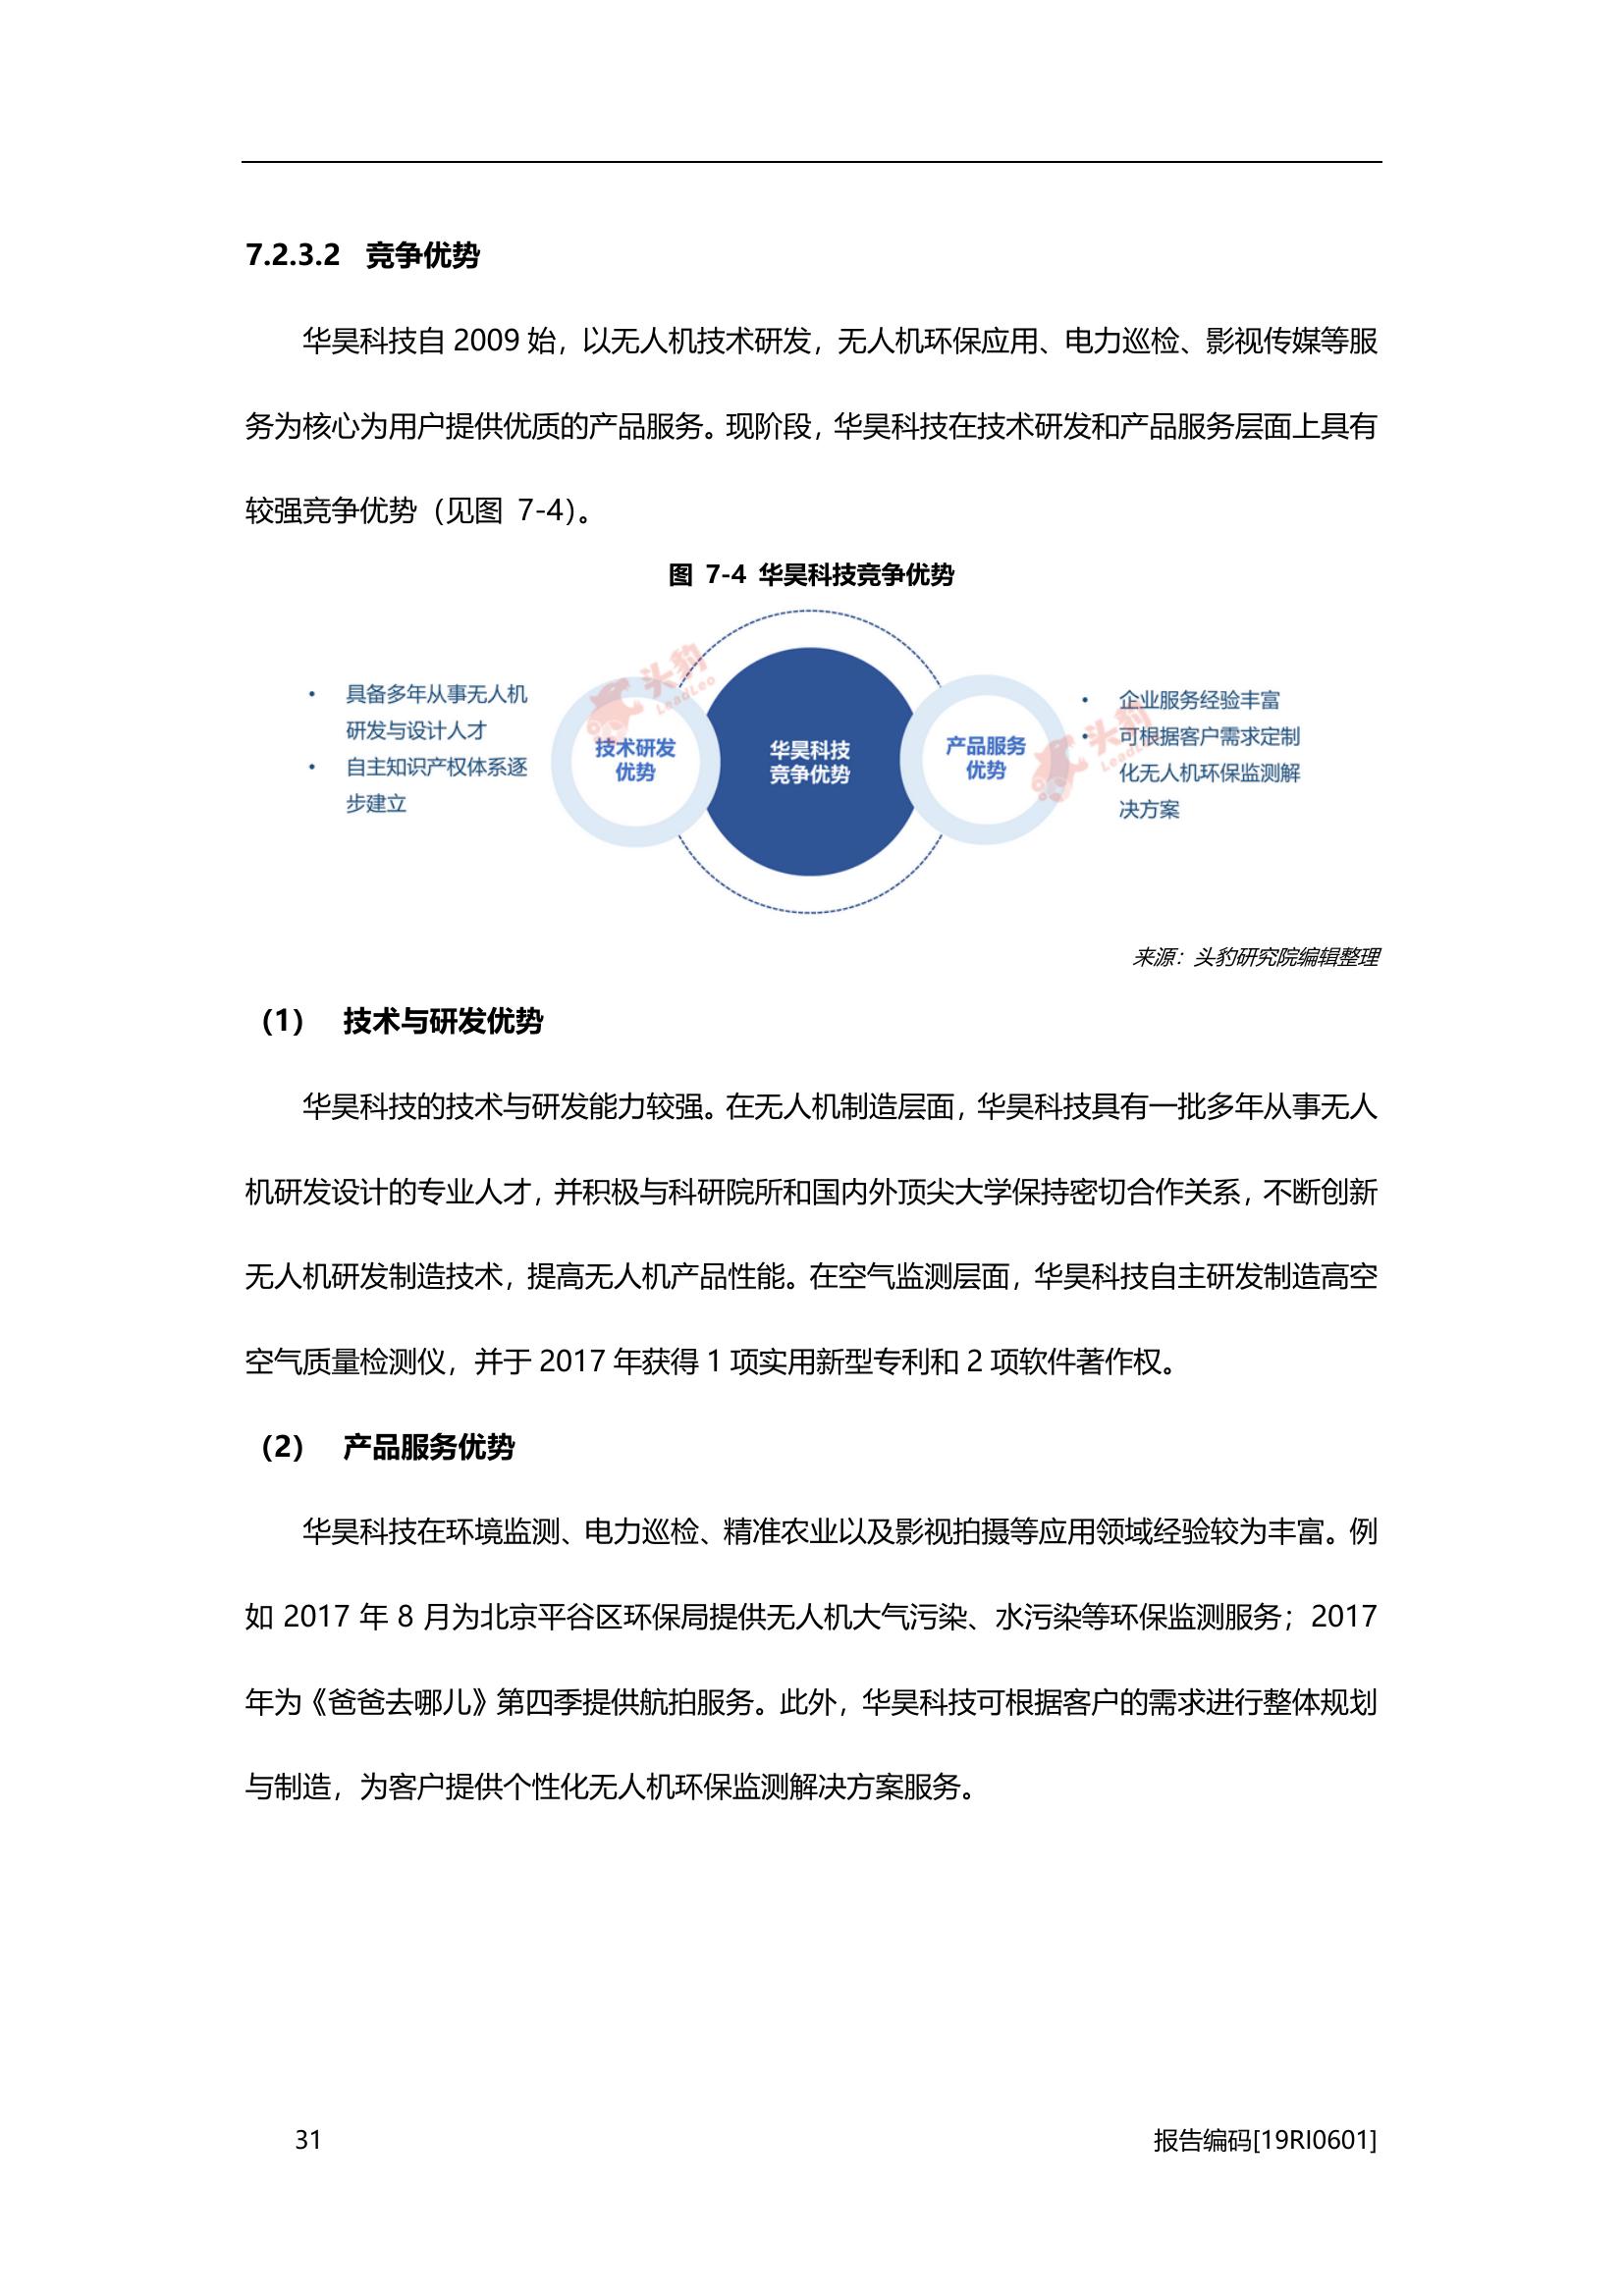 7.2.3.2 竞争优势
华昊科技自 2009 始，以无人机技术研发，无人机环保应用、电力巡检、影视传媒等服
务为核心为用户提供优质的产品服务。现阶段，华昊科技在技术研发和产品服务层面上具有
较强竞争优势（见图 7-4）。
图 7-4 华昊科技竞争优势
• 具备多年从事无人机
研发与设计人才
• 自主知识产权体系逐
步建立
头豹
LeadLeo
技术研发
优势
华昊科技
竞争优势
产品服务
优势
头豹
• 企业服务经验丰富
• 可根据客户需求定制
化无人机环保监测解
决方案
来源：头豹研究院编辑整理
（1） 技术与研发优势
华昊科技的技术与研发能力较强。在无人机制造层面，华昊科技具有一批多年从事无人
机研发设计的专业人才，并积极与科研院所和国内外顶尖大学保持密切合作关系，不断创新
无人机研发制造技术，提高无人机产品性能。在空气监测层面，华昊科技自主研发制造高空
空气质量检测仪，并于 2017 年获得 1 项实用新型专利和 2 项软件著作权。
（2） 产品服务优势
华昊科技在环境监测、电力巡检、精准农业以及影视拍摄等应用领域经验较为丰富。例
如 2017 年 8 月为北京平谷区环保局提供无人机大气污染、水污染等环保监测服务；2017
年为《爸爸去哪儿》第四季提供航拍服务。此外，华昊科技可根据客户的需求进行整体规划
与制造，为客户提供个性化无人机环保监测解决方案服务。
31
报告编码[19RI0601]